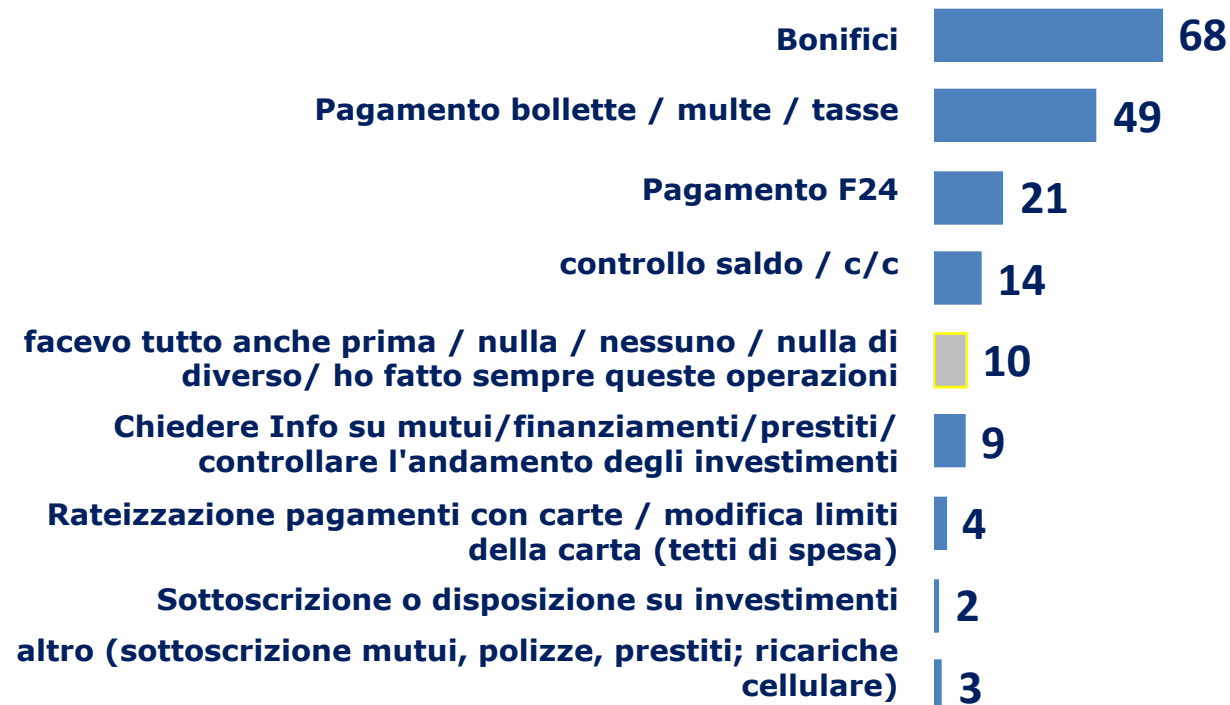 Bonifici 68
Pagamento bollette / multe / tasse 49
Pagamento F24 21
controllo saldo / c/c 14
facevo tutto anche prima / nulla / nessuno / nulla di
diverso/ ho fatto sempre queste operazioni 10
Chiedere Info su mutui/finanziamenti/prestiti/
controllare l'andamento degli investimenti 9
Rateizzazione pagamenti con carte / modifica limiti
della carta (tetti di spesa) 4
Sottoscrizione o disposizione su investimenti 2
altro (sottoscrizione mutui, polizze, prestiti; ricariche
cellulare) 3